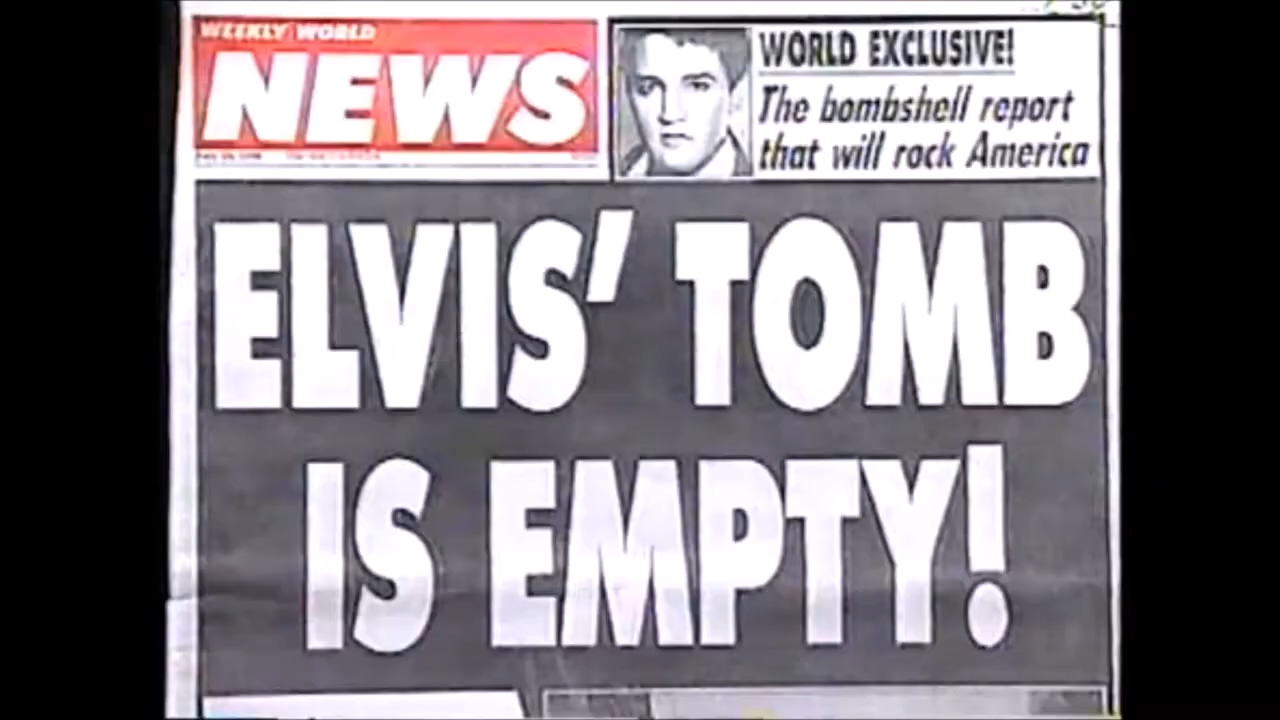 WEEKLY WORLD
NEWS
WORLD EXCLUSIVE!
The bombshell report
that will rock America
ELVIS' TOMB
IS EMPTY!